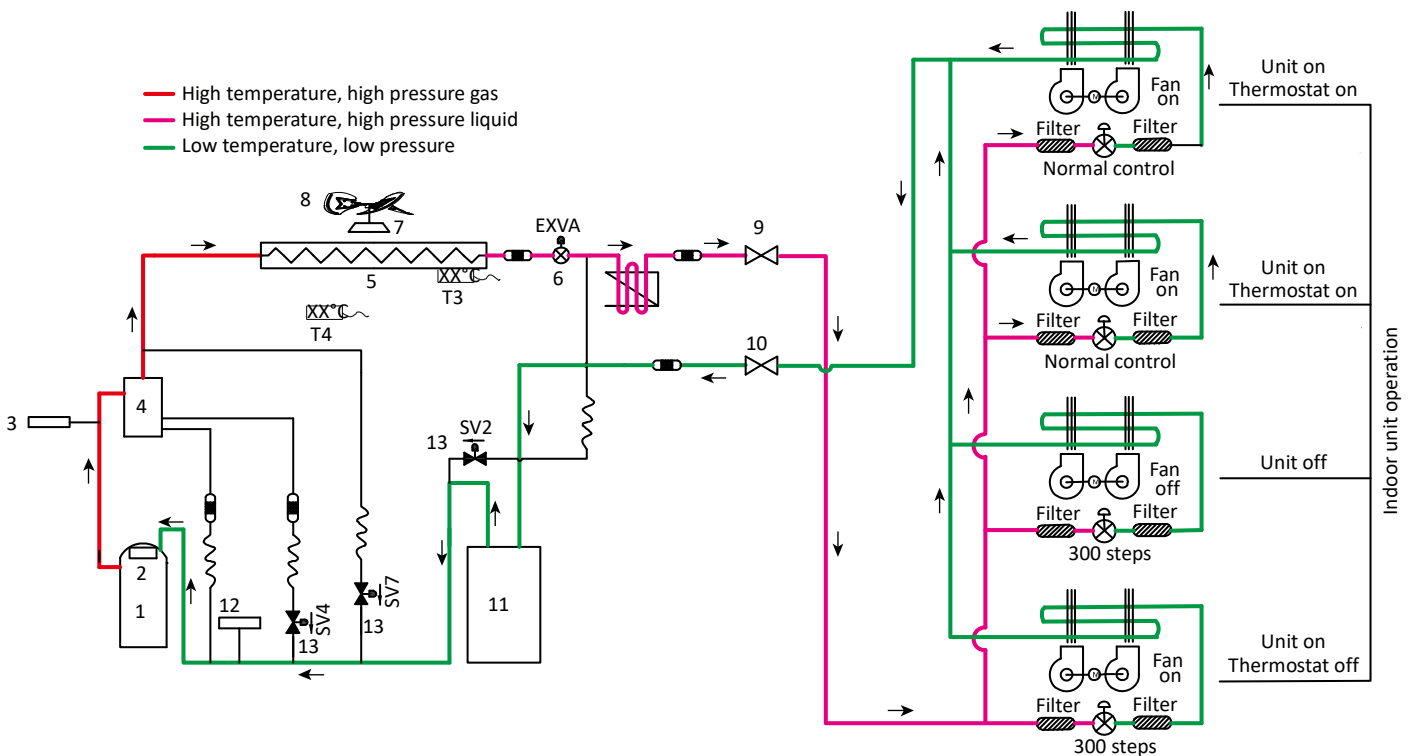 High temperature, high pressure gas
High temperature, high pressure liquid
Low temperature, low pressure
8
7
5
XX°C
T3
XX°C
T4
EXVA
6
9
10
3
4
2
1
12
SV4
13
SV7
13
SV2
13
11
Fan
on
Filter
Filter
Normal control
Unit on
Thermostat on
M
Fan
on
Filter
Filter
Normal control
Unit on
Thermostat on
M
Fan
off
Filter
Filter
300 steps
Unit off
M
Fan
on
Filter
Filter
300 steps
Unit on
Thermostat off
M
Indoor unit operation